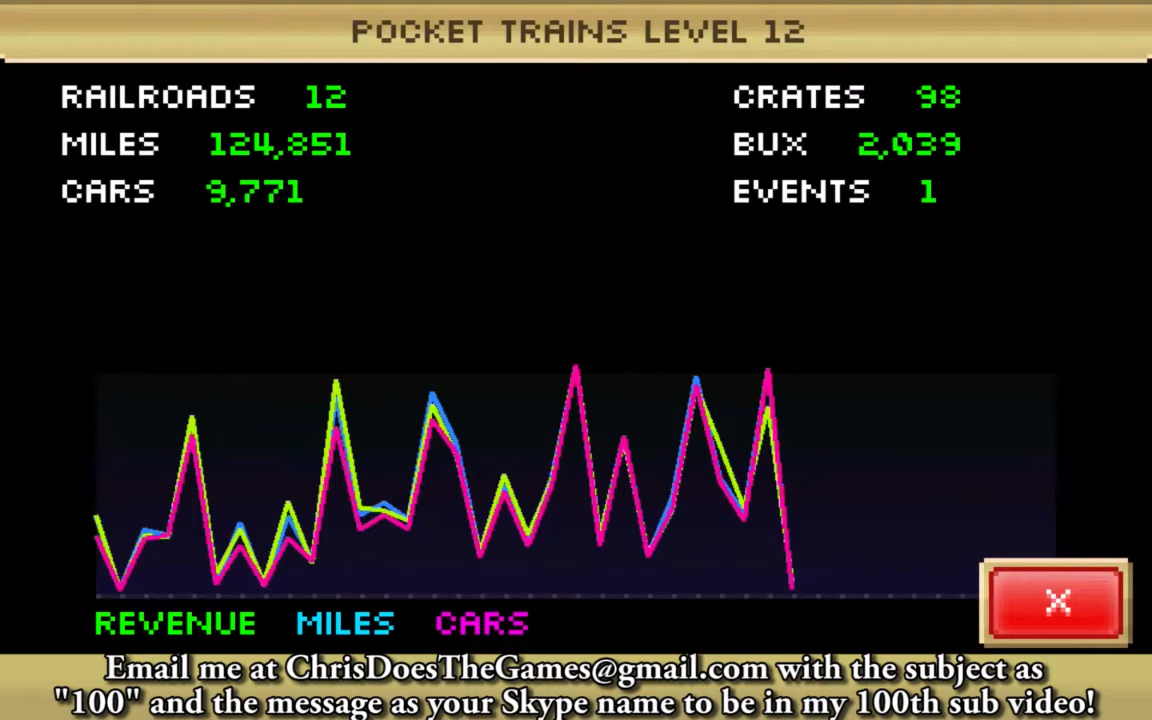 POCKET TRAINS LEVEL 12
RAILROADS 12
CRATES 98
MILES 124,851
BUX 2,039
CARS 9,771
EVENTS 1
REVENUE MILES CARS
X
Email me at ChrisDoesTheGames@gmail.com with the subject as
"100" and the message as your Skype name to be in my 100th sub video!